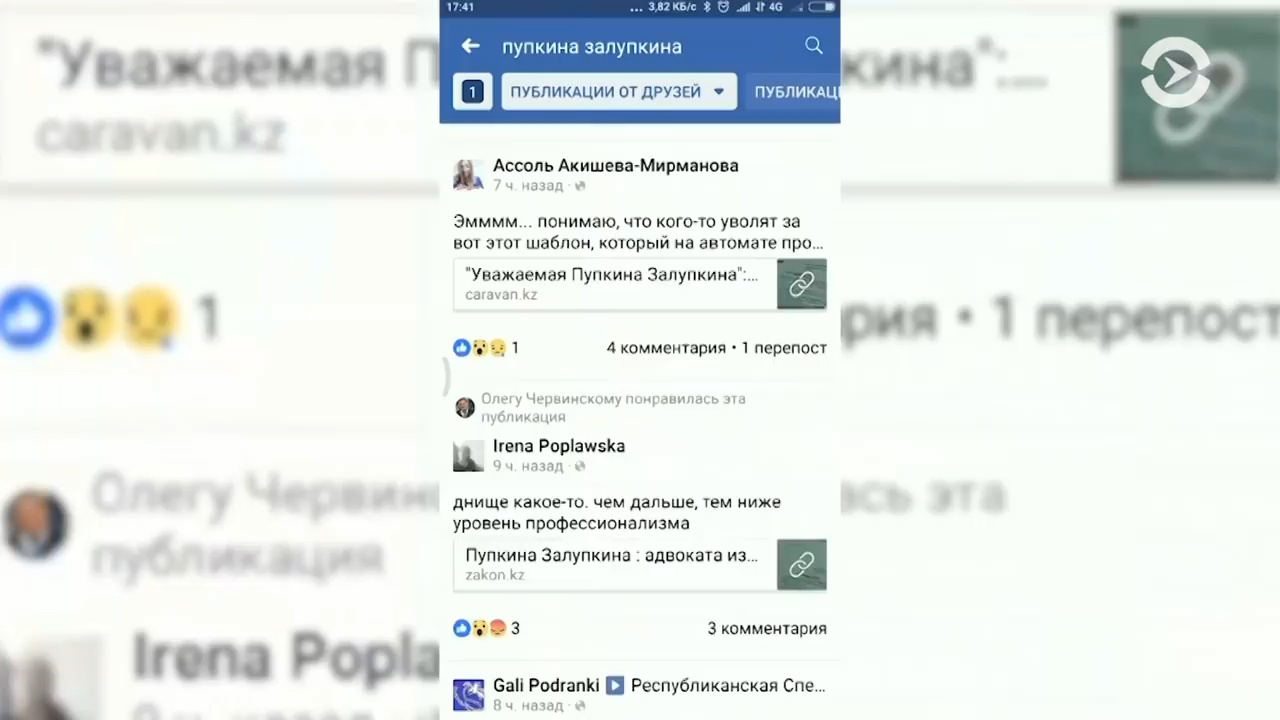 17:41
... 3,82 КБ/с 4G
пупкина залупкина
1
ПУБЛИКАЦИИ ОТ ДРУЗЕЙ
ПУБЛИКАЦ
Ассоль Акишева-Мирманова
7 ч. назад ·
Эмммм... понимаю, что кого-то уволят за
вот этот шаблон, который на автомате про...
"Уважаемая Пупкина Залупкина":...
caravan.kz
1
4 комментария • 1 перепост
Олегу Червинскому понравилась эта
публикация
Irena Poplawska
9 ч. назад ·
днище какое-то. чем дальше, тем ниже
уровень профессионализма
Пупкина Залупкина : адвоката из...
zakon.kz
3
3 комментария
Gali Podranki ▶ Республиканская Спе...
8 ч. назад ·
"Уважаемая П
кина":...
caravan.kz
1
рия • 1 перепост
Олегу Червинск
ась эта
публикация
Irena Popla